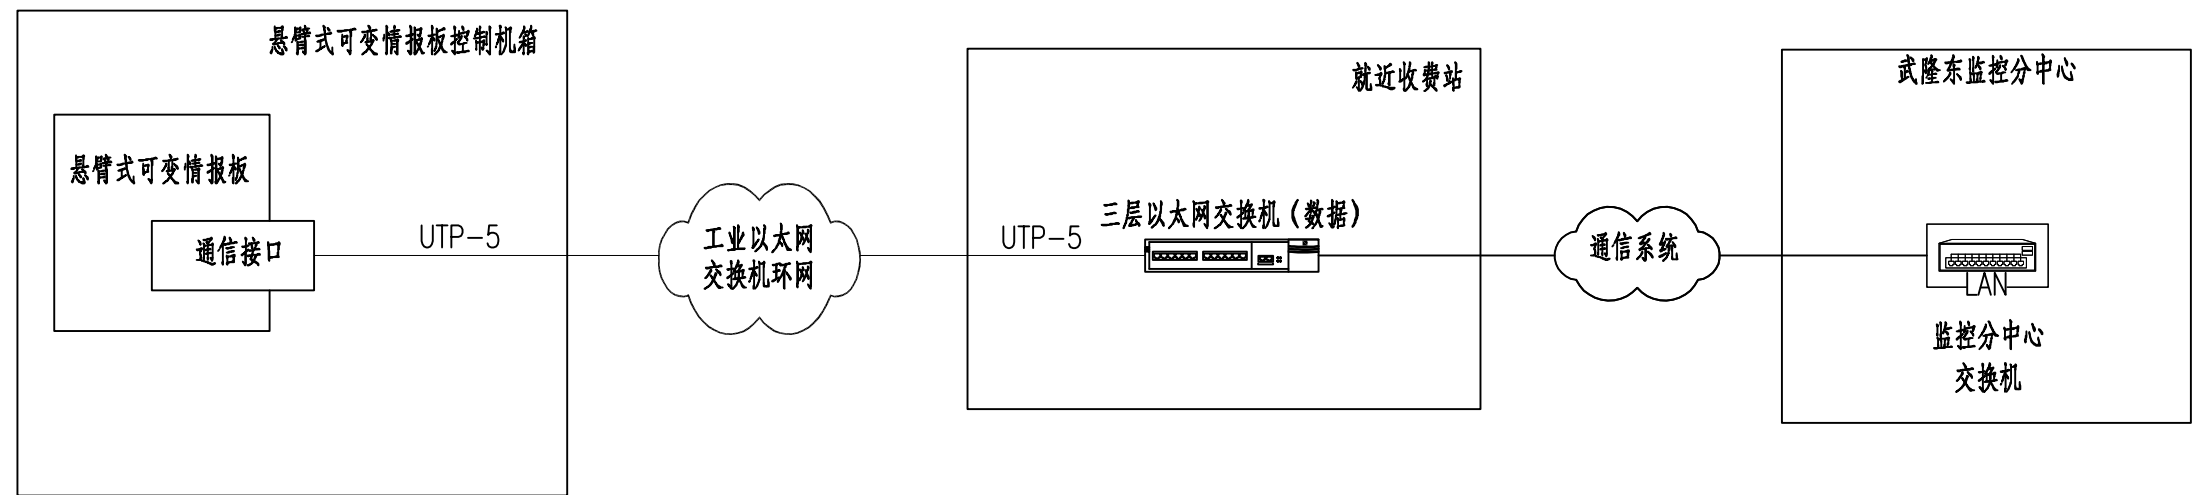 悬臂式可变情报板控制机箱
悬臂式可变情报板
通信接口
UTP-5
工业以太网
交换机环网
就近收费站
UTP-5
三层以太网交换机（数据）
通信系统
武隆东监控分中心
LAN
监控分中心
交换机